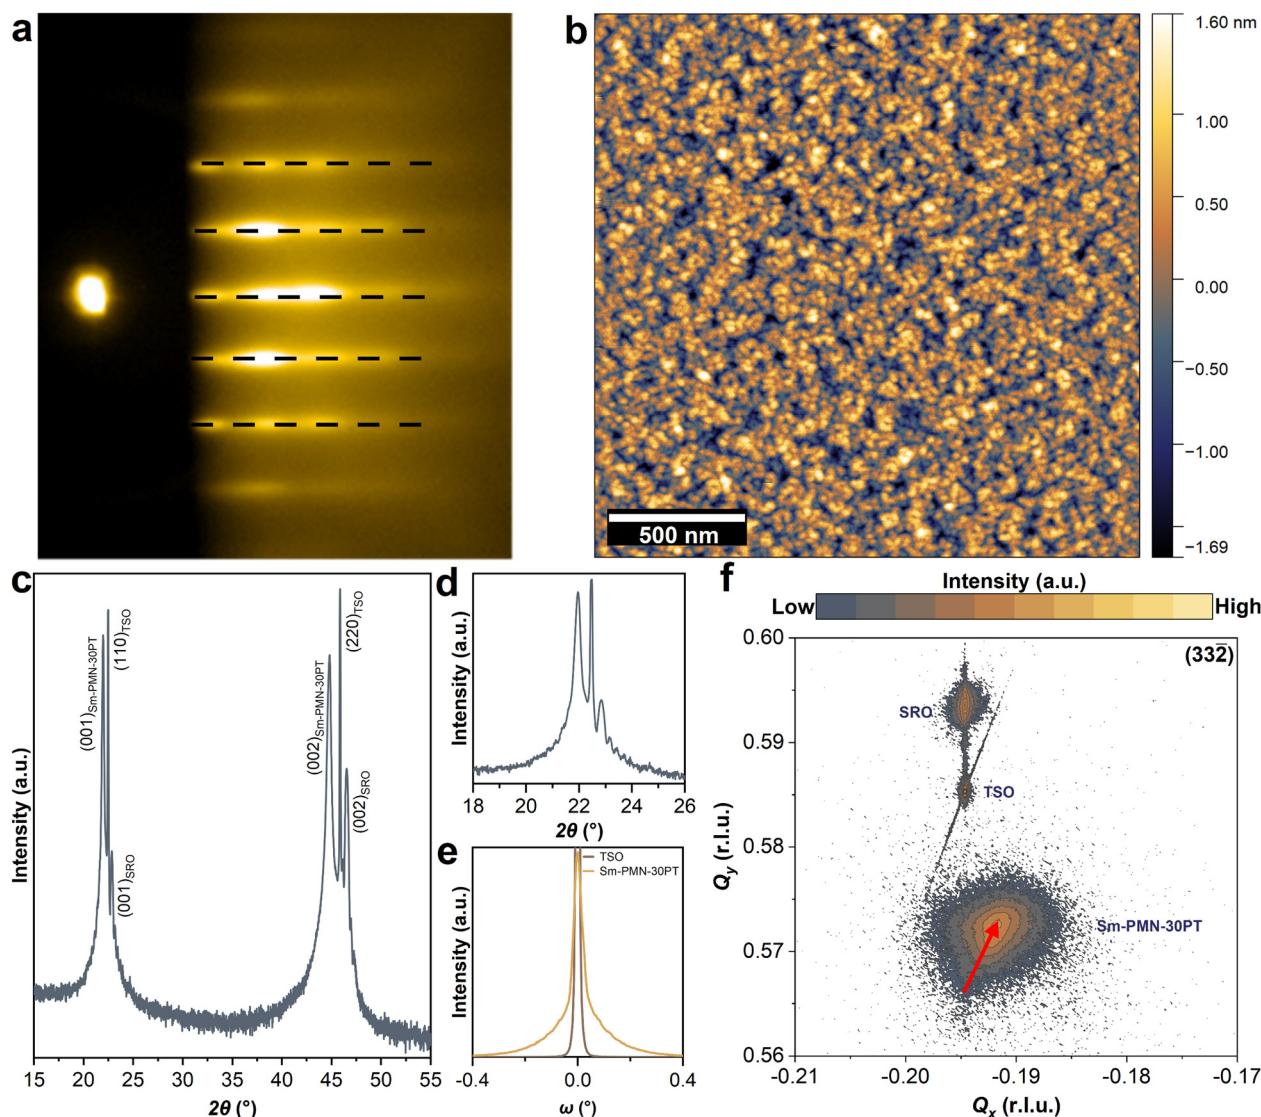 a
b
1.60 nm
1.00
0.50
0.00
−0.50
−1.00
−1.69
500 nm
c
Intensity (a.u.)
(001)Sm-PMN-30PT
(110)TSO
(001)SRO
(002)Sm-PMN-30PT
(220)TSO
(002)SRO
15 20 25 30 35 40 45 50 55
2θ (°)
d
Intensity (a.u.)
18 20 22 24 26
2θ (°)
e
Intensity (a.u.)
TSO
Sm-PMN-30PT
-0.4 0.0 0.4
ω (°)
f
Intensity (a.u.)
Low High
(332̄)
0.60
0.59
0.58
0.57
0.56
Qy (r.l.u.)
SRO
TSO
Sm-PMN-30PT
-0.21 -0.20 -0.19 -0.18 -0.17
Qx (r.l.u.)